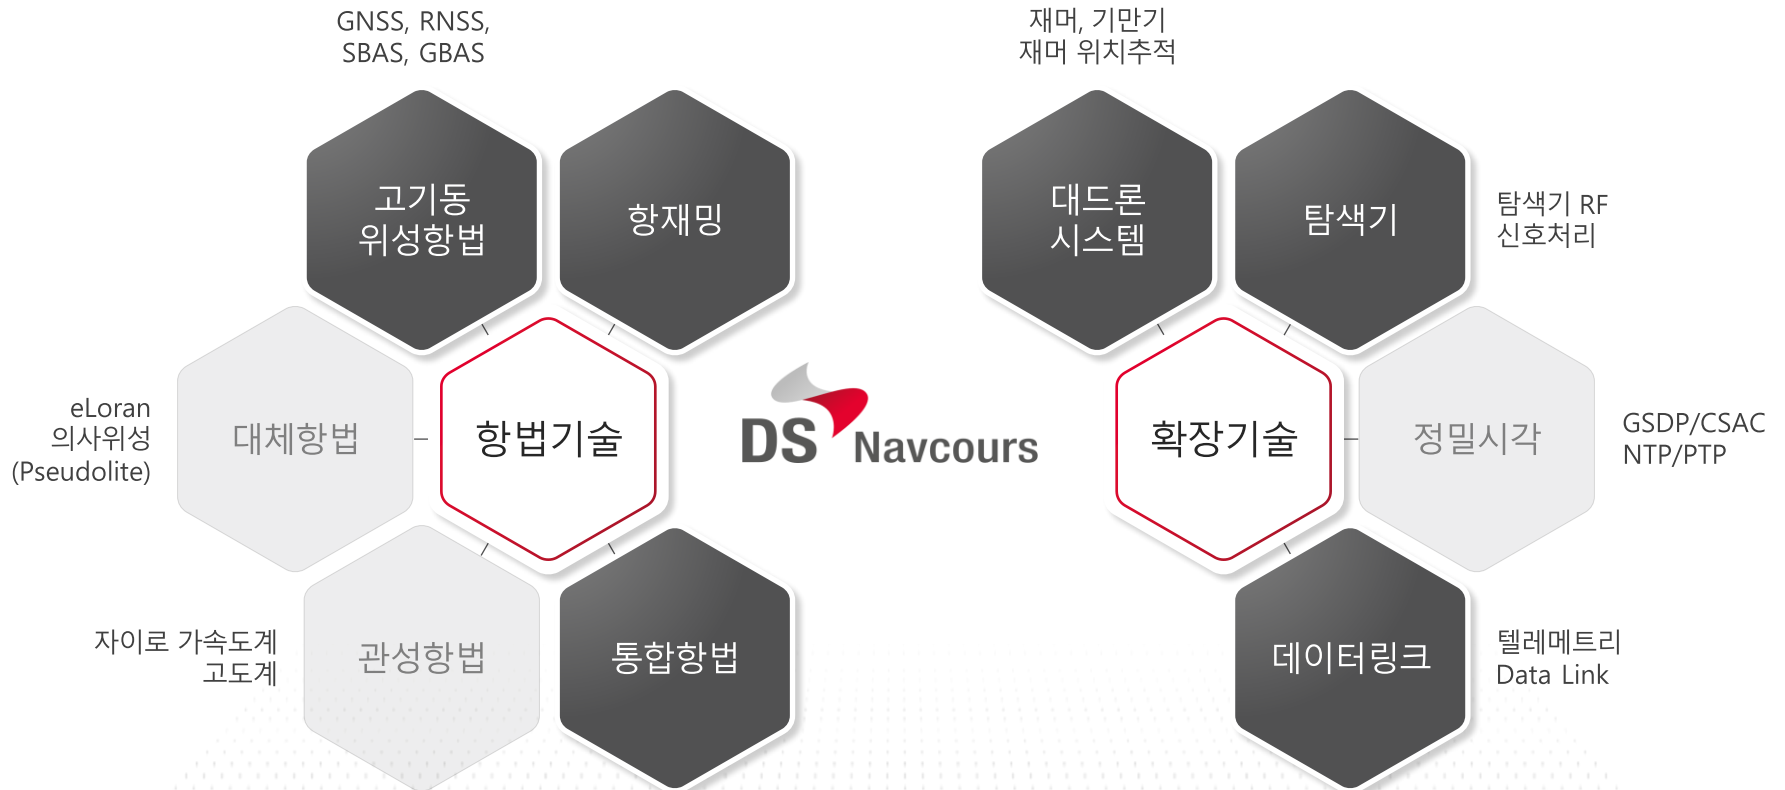 GNSS, RNSS,
SBAS, GBAS
고기동
위성항법
항재밍
대체항법
eLoran
의사위성
(Pseudolite)
항법기술
관성항법
자이로 가속도계
고도계
통합항법
DS Navcours
재머, 기만기
재머 위치추적
대드론
시스템
탐색기
탐색기 RF
신호처리
확장기술
정밀시각
GSDP/CSAC
NTP/PTP
데이터링크
텔레메트리
Data Link